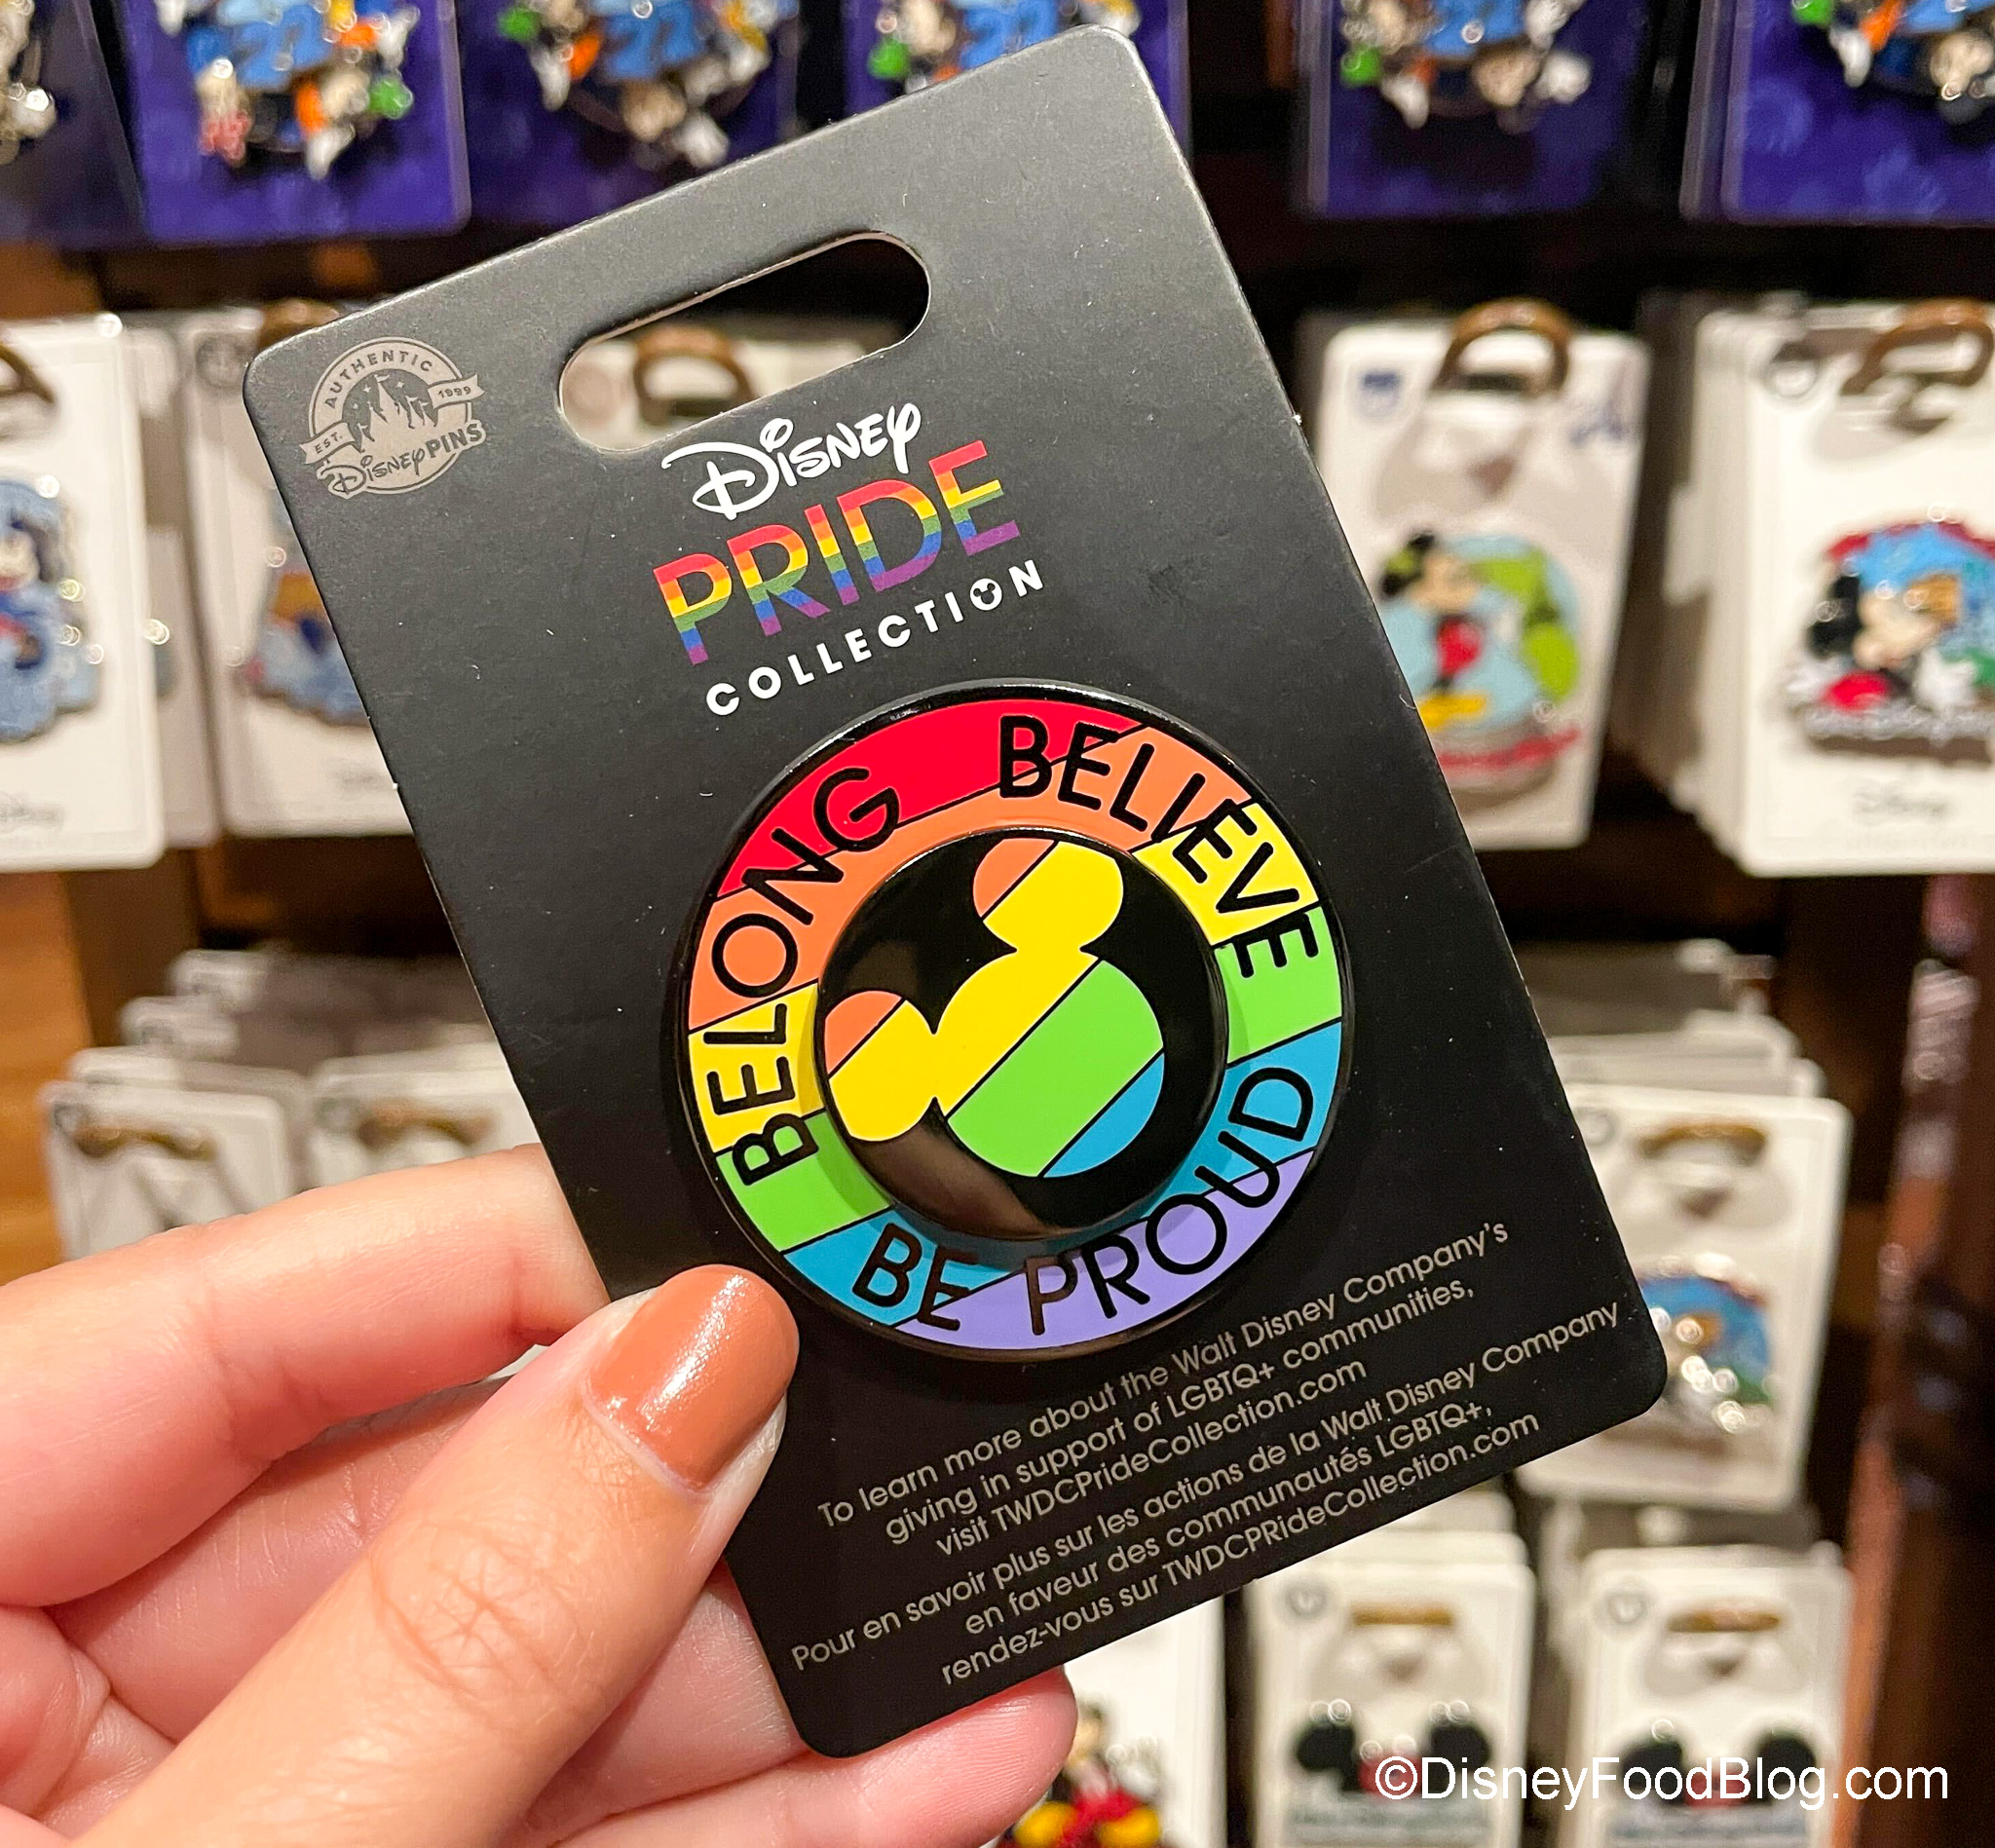 AUTHENTIC
EST. 1999
Disney PINS
Disney
PRIDE
COLLECTION
BELONG BELIEVE
BE PROUD
To learn more about the Walt Disney Company's
giving in support of LGBTQ+ communities,
visit TWDCPrideCollection.com
Pour en savoir plus sur les actions de la Walt Disney Company
en faveur des communautés LGBTQ+,
rendez-vous sur TWDCPRideCollection.com
©DisneyFoodBlog.com